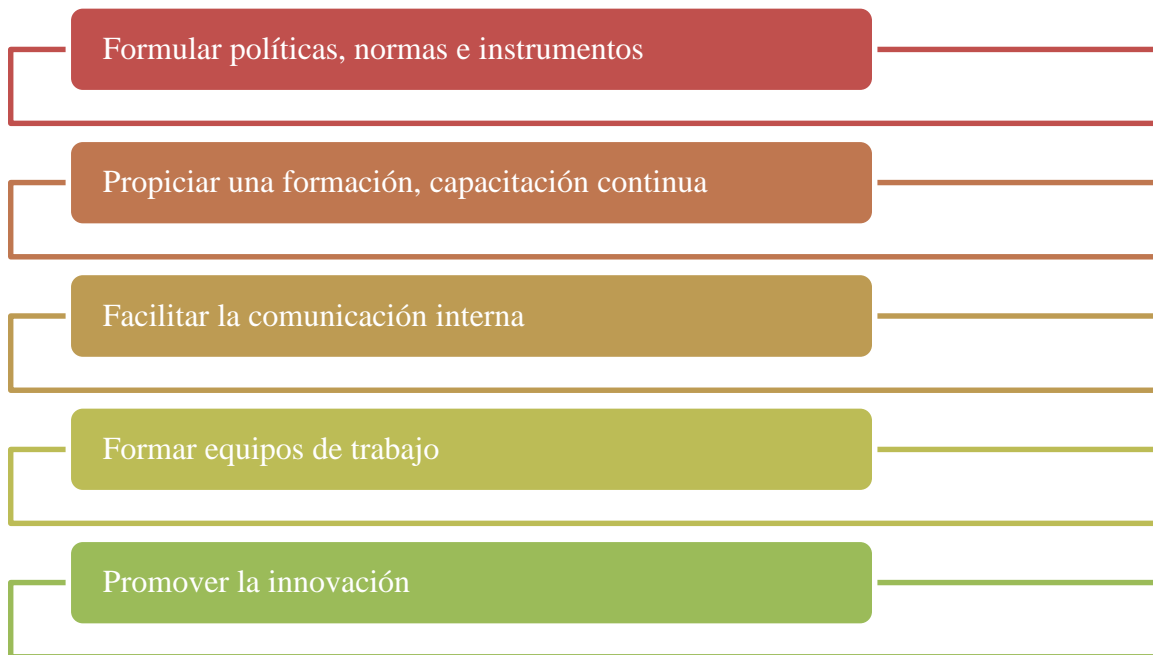 Formular políticas, normas e instrumentos
Propiciar una formación, capacitación continua
Facilitar la comunicación interna
Formar equipos de trabajo
Promover la innovación